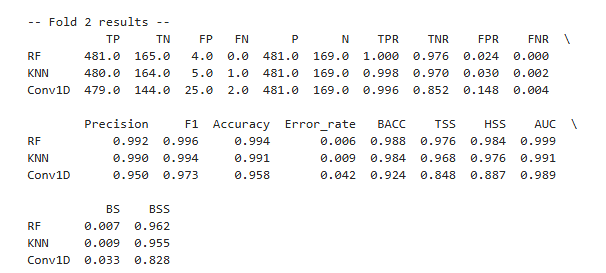 -- Fold 2 results --
TP TN FP FN P N TPR TNR FPR FNR \
RF 481.0 165.0 4.0 0.0 481.0 169.0 1.000 0.976 0.024 0.000
KNN 480.0 164.0 5.0 1.0 481.0 169.0 0.998 0.970 0.030 0.002
Conv1D 479.0 144.0 25.0 2.0 481.0 169.0 0.996 0.852 0.148 0.004
Precision F1 Accuracy Error_rate BACC TSS HSS AUC \
RF 0.992 0.996 0.994 0.006 0.988 0.976 0.984 0.999
KNN 0.990 0.994 0.991 0.009 0.984 0.968 0.976 0.991
Conv1D 0.950 0.973 0.958 0.042 0.924 0.848 0.887 0.989
BS BSS
RF 0.007 0.962
KNN 0.009 0.955
Conv1D 0.033 0.828